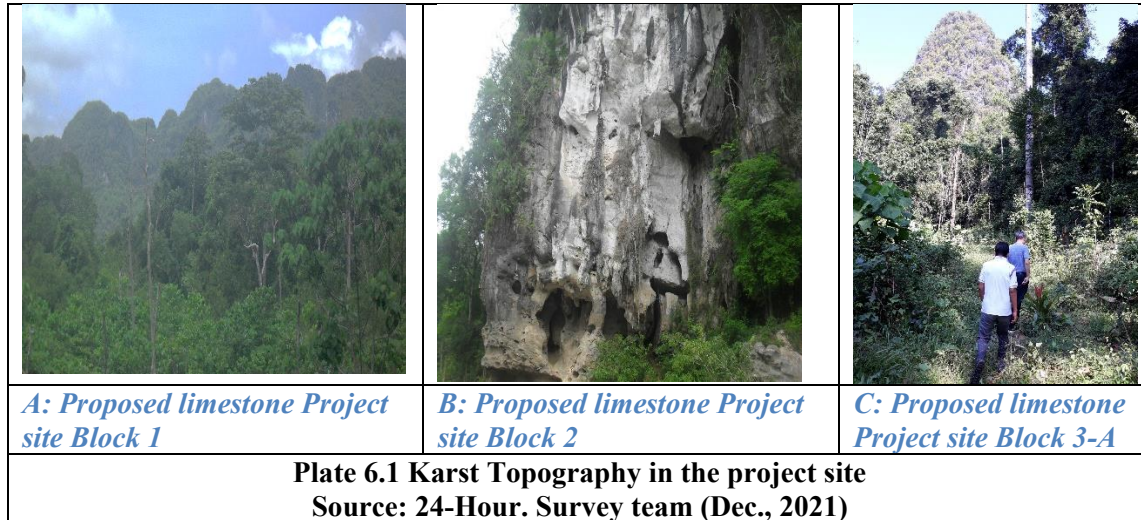 A: Proposed limestone Project
site Block 1
B: Proposed limestone Project
site Block 2
C: Proposed limestone
Project site Block 3-A
Plate 6.1 Karst Topography in the project site
Source: 24-Hour. Survey team (Dec., 2021)